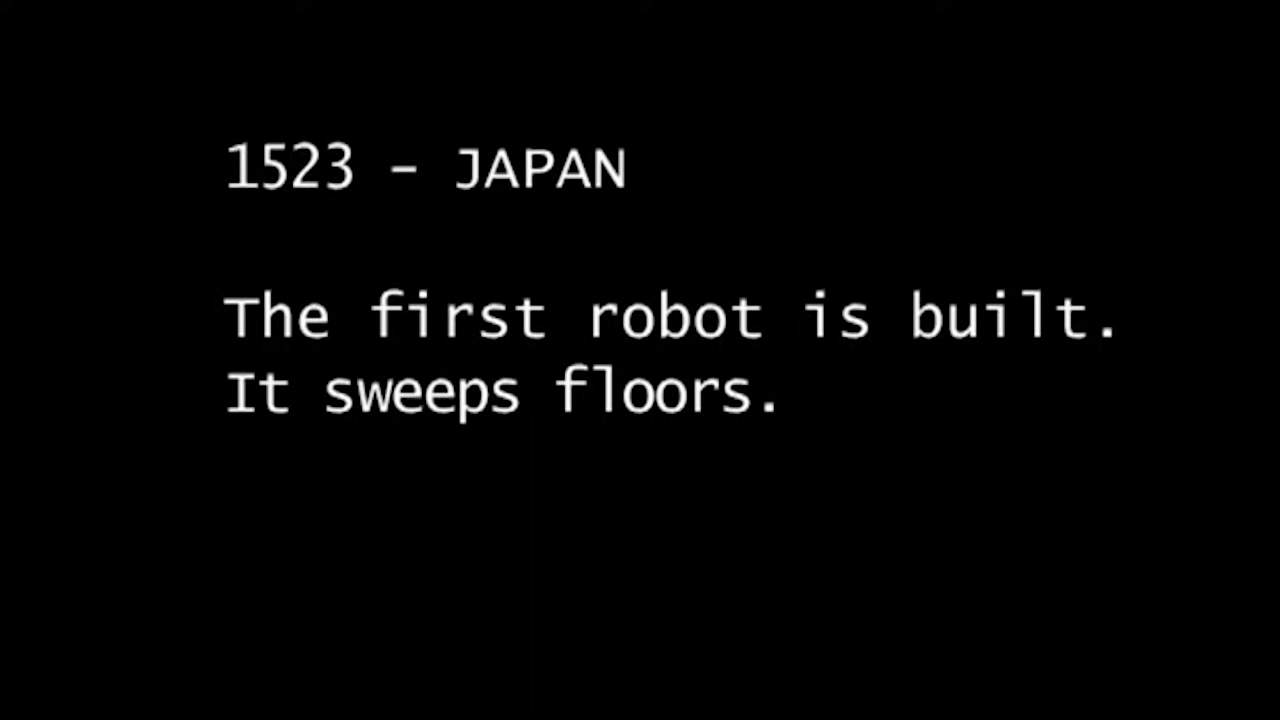 1523 – JAPAN
The first robot is built.
It sweeps floors.